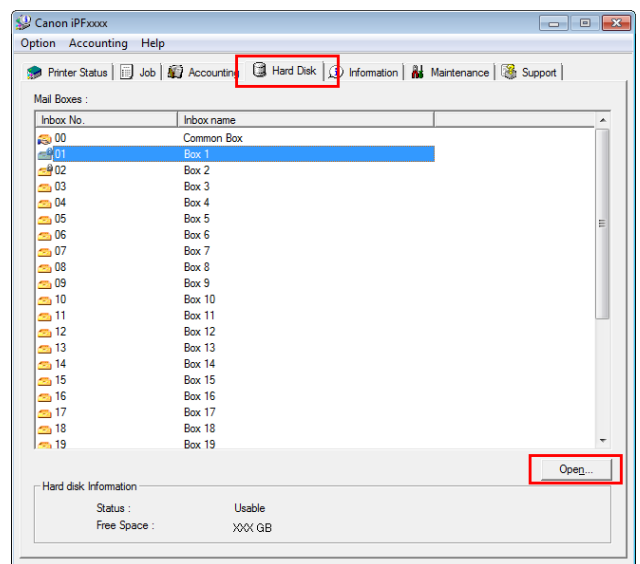 Canon iPFxxxx
Option Accounting Help
Printer Status Job Accounting Hard Disk Information Maintenance Support
Mail Boxes :
Inbox No. Inbox name
00 Common Box
01 Box 1
02 Box 2
03 Box 3
04 Box 4
05 Box 5
06 Box 6
07 Box 7
08 Box 8
09 Box 9
10 Box 10
11 Box 11
12 Box 12
13 Box 13
14 Box 14
15 Box 15
16 Box 16
17 Box 17
18 Box 18
19 Box 19
Open...
Hard disk Information
Status : Usable
Free Space : XXX GB